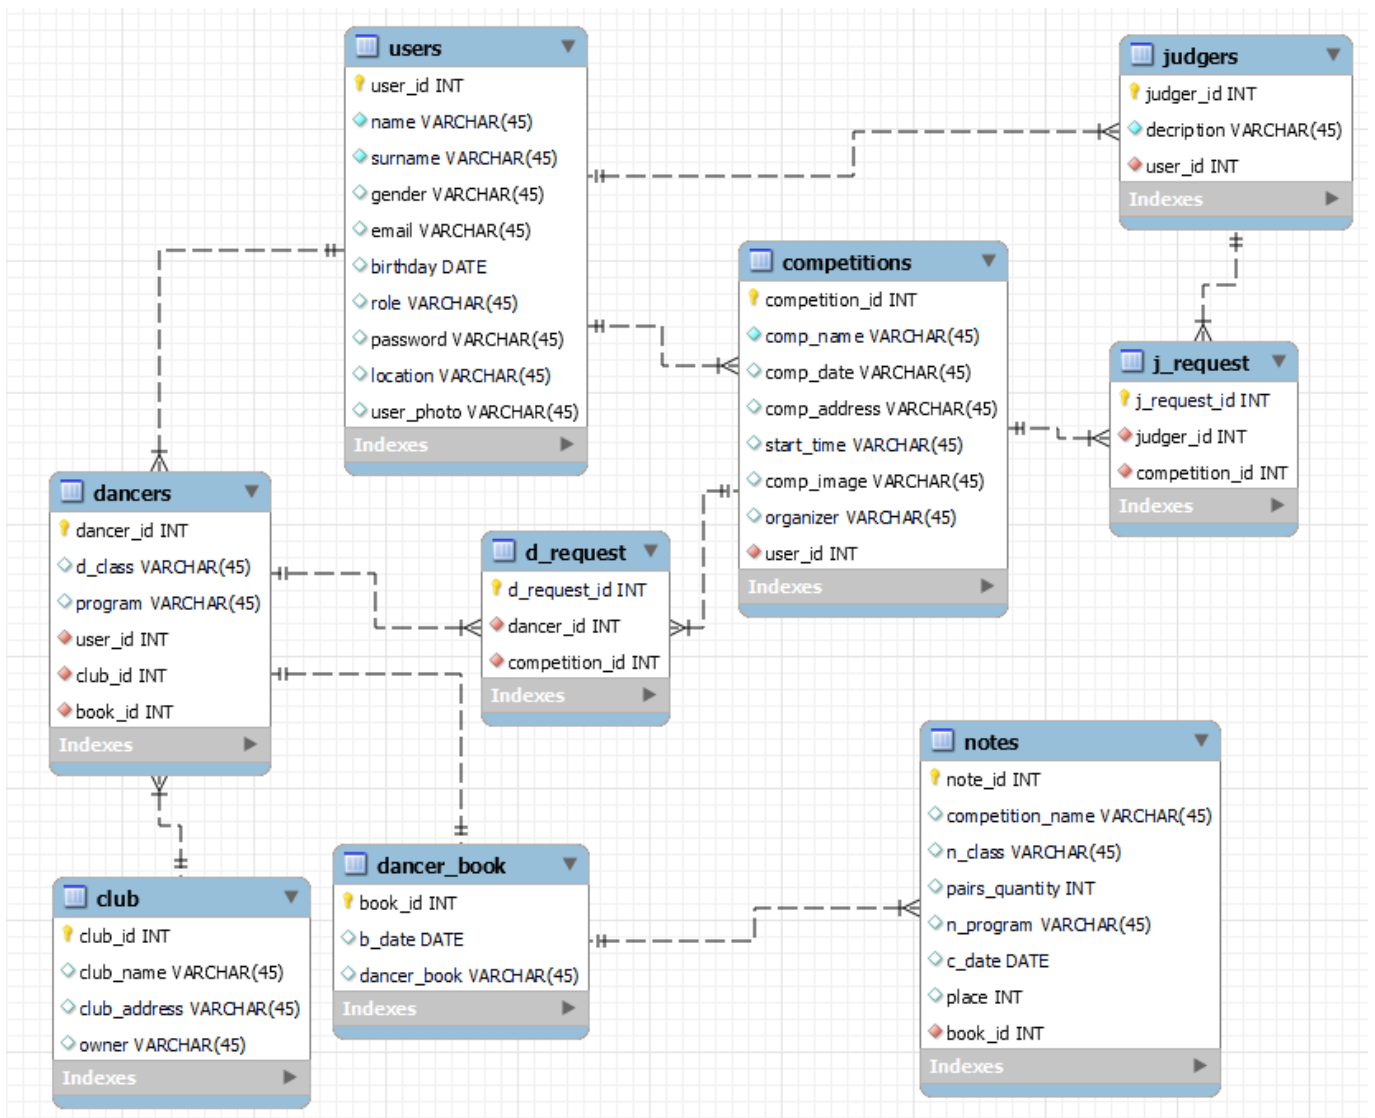 users
user_id INT
name VARCHAR(45)
surname VARCHAR(45)
gender VARCHAR(45)
email VARCHAR(45)
birthday DATE
role VARCHAR(45)
password VARCHAR(45)
location VARCHAR(45)
user_photo VARCHAR(45)
Indexes
judgers
judger_id INT
decription VARCHAR(45)
user_id INT
Indexes
competitions
competition_id INT
comp_name VARCHAR(45)
comp_date VARCHAR(45)
comp_address VARCHAR(45)
start_time VARCHAR(45)
comp_image VARCHAR(45)
organizer VARCHAR(45)
user_id INT
Indexes
j_request
j_request_id INT
judger_id INT
competition_id INT
Indexes
dancers
dancer_id INT
d_class VARCHAR(45)
program VARCHAR(45)
user_id INT
club_id INT
book_id INT
Indexes
d_request
d_request_id INT
dancer_id INT
competition_id INT
Indexes
notes
note_id INT
competition_name VARCHAR(45)
n_class VARCHAR(45)
pairs_quantity INT
n_program VARCHAR(45)
c_date DATE
place INT
book_id INT
Indexes
dancer_book
book_id INT
b_date DATE
dancer_book VARCHAR(45)
Indexes
club
club_id INT
club_name VARCHAR(45)
club_address VARCHAR(45)
owner VARCHAR(45)
Indexes